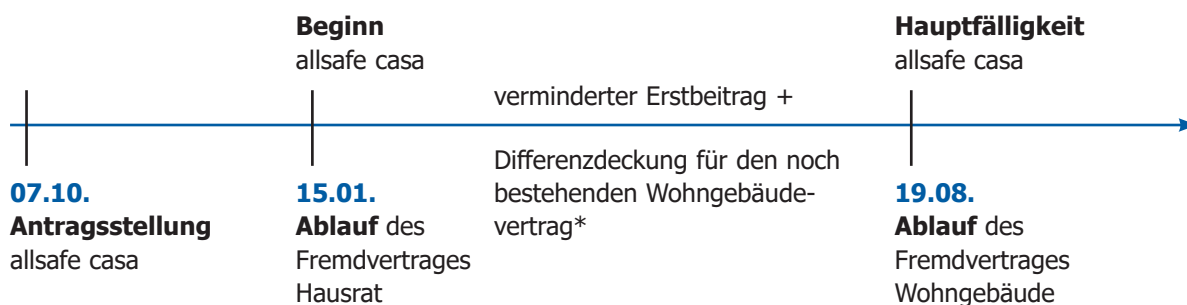 Beginn
allsafe casa
Hauptfälligkeit
allsafe casa
verminderter Erstbeitrag +
07.10.
Antragsstellung
allsafe casa
15.01.
Ablauf des
Fremdvertrages
Hausrat
Differenzdeckung für den noch
bestehenden Wohngebäude-
vertrag*
19.08.
Ablauf des
Fremdvertrages
Wohngebäude